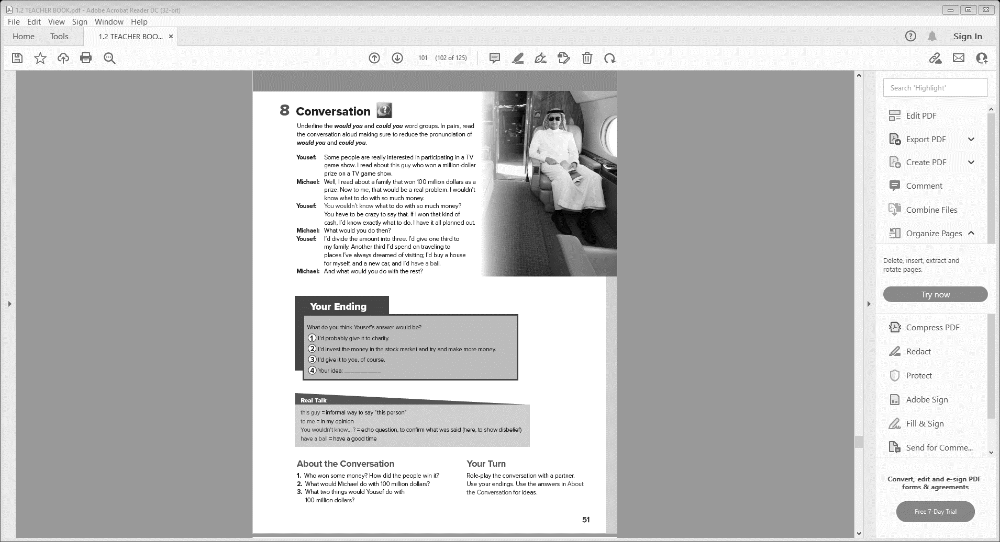 1.2 TEACHER BOOK.pdf - Adobe Acrobat Reader DC (32-bit)
File Edit View Sign Window Help
Home Tools 1.2 TEACHER BOO... × Sign In
101 (102 of 125)
8 Conversation
Underline the would you and could you word groups. In pairs, read
the conversation aloud making sure to reduce the pronunciation of
would you and could you.
Yousef: Some people are really interested in participating in a TV
game show. I read about this guy who won a million-dollar
prize on a TV game show.
Michael: Well, I read about a family that won 100 million dollars as a
prize. Now to me, that would be a real problem. I wouldn't
know what to do with so much money.
Yousef: You wouldn't know what to do with so much money?
You have to be crazy to say that. If I won that kind of
cash, I'd know exactly what to do. I have it all planned out.
Michael: What would you do then?
Yousef: I'd divide the amount into three. I'd give one third to
my family. Another third I'd spend on traveling to
places I've always dreamed of visiting; I'd buy a house
for myself, and a new car, and I'd have a ball.
Michael: And what would you do with the rest?
Your Ending
What do you think Yousef's answer would be?
1 I'd probably give it to charity.
2 I'd invest the money in the stock market and try and make more money.
3 I'd give it to you, of course.
4 Your idea: ___________
Real Talk
this guy = informal way to say "this person"
to me = in my opinion
You wouldn't know... ? = echo question, to confirm what was said (here, to show disbelief)
have a ball = have a good time
About the Conversation
1. Who won some money? How did the people win it?
2. What would Michael do with 100 million dollars?
3. What two things would Yousef do with
100 million dollars?
Your Turn
Role-play the conversation with a partner.
Use your endings. Use the answers in About
the Conversation for ideas.
51
Search 'Highlight'
Edit PDF
Export PDF
Create PDF
Comment
Combine Files
Organize Pages
Delete, insert, extract and
rotate pages.
Try now
Compress PDF
Redact
Protect
Adobe Sign
Fill & Sign
Send for Comme...
Convert, edit and e-sign PDF
forms & agreements
Free 7-Day Trial